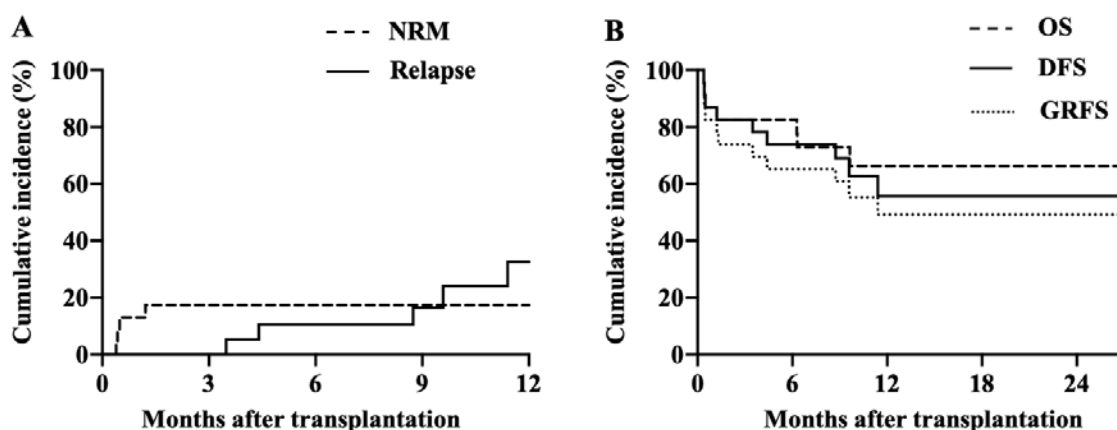 A
NRM
Relapse
Cumulative incidence (%)
100
80
60
40
20
0
0 3 6 9 12
Months after transplantation
B
OS
DFS
GRFS
Cumulative incidence (%)
100
80
60
40
20
0
0 6 12 18 24
Months after transplantation